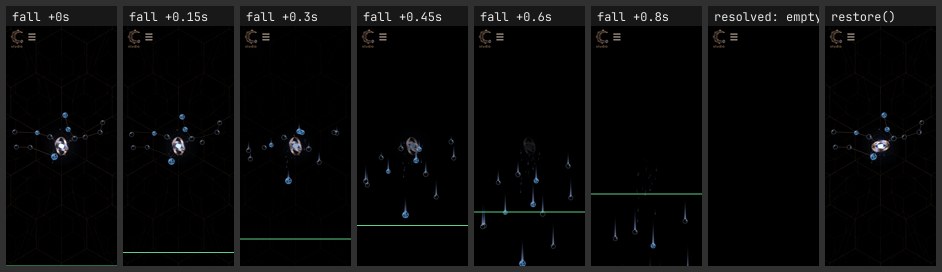 fall +0s
fall +0.15s
fall +0.3s
fall +0.45s
fall +0.6s
fall +0.8s
resolved: empty
restore()